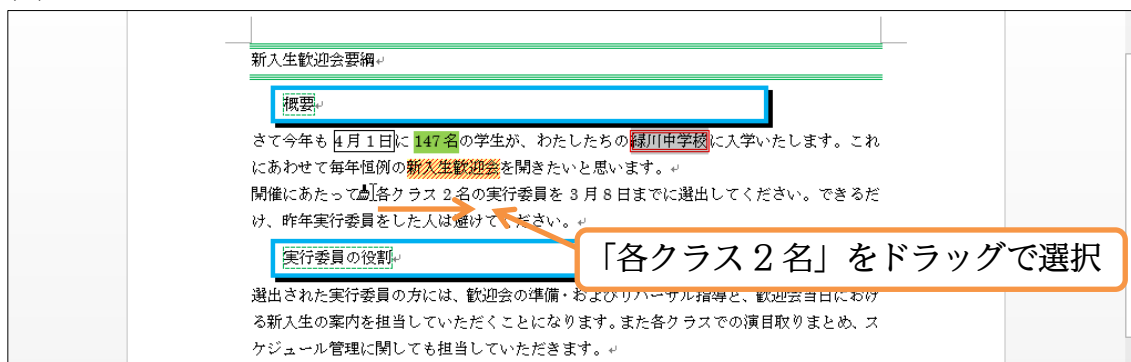 新入生歓迎会要綱
概要
さて今年も 4月1日に 147名の学生が、わたしたちの緑川中学校に入学いたします。これ
にあわせて毎年恒例の新入生歓迎会を開きたいと思います。
開催にあたって各クラス 2名の実行委員を 3月8日までに選出してください。できるだ
け、昨年実行委員をした人は避けてください。
「各クラス2名」をドラッグで選択
実行委員の役割
選出された実行委員の方には、歓迎会の準備・およびリハーサル指導と、歓迎会当日におけ
る新入生の案内を担当していただくことになります。また各クラスでの演目取りまとめ、ス
ケジュール管理に関しても担当していただきます。